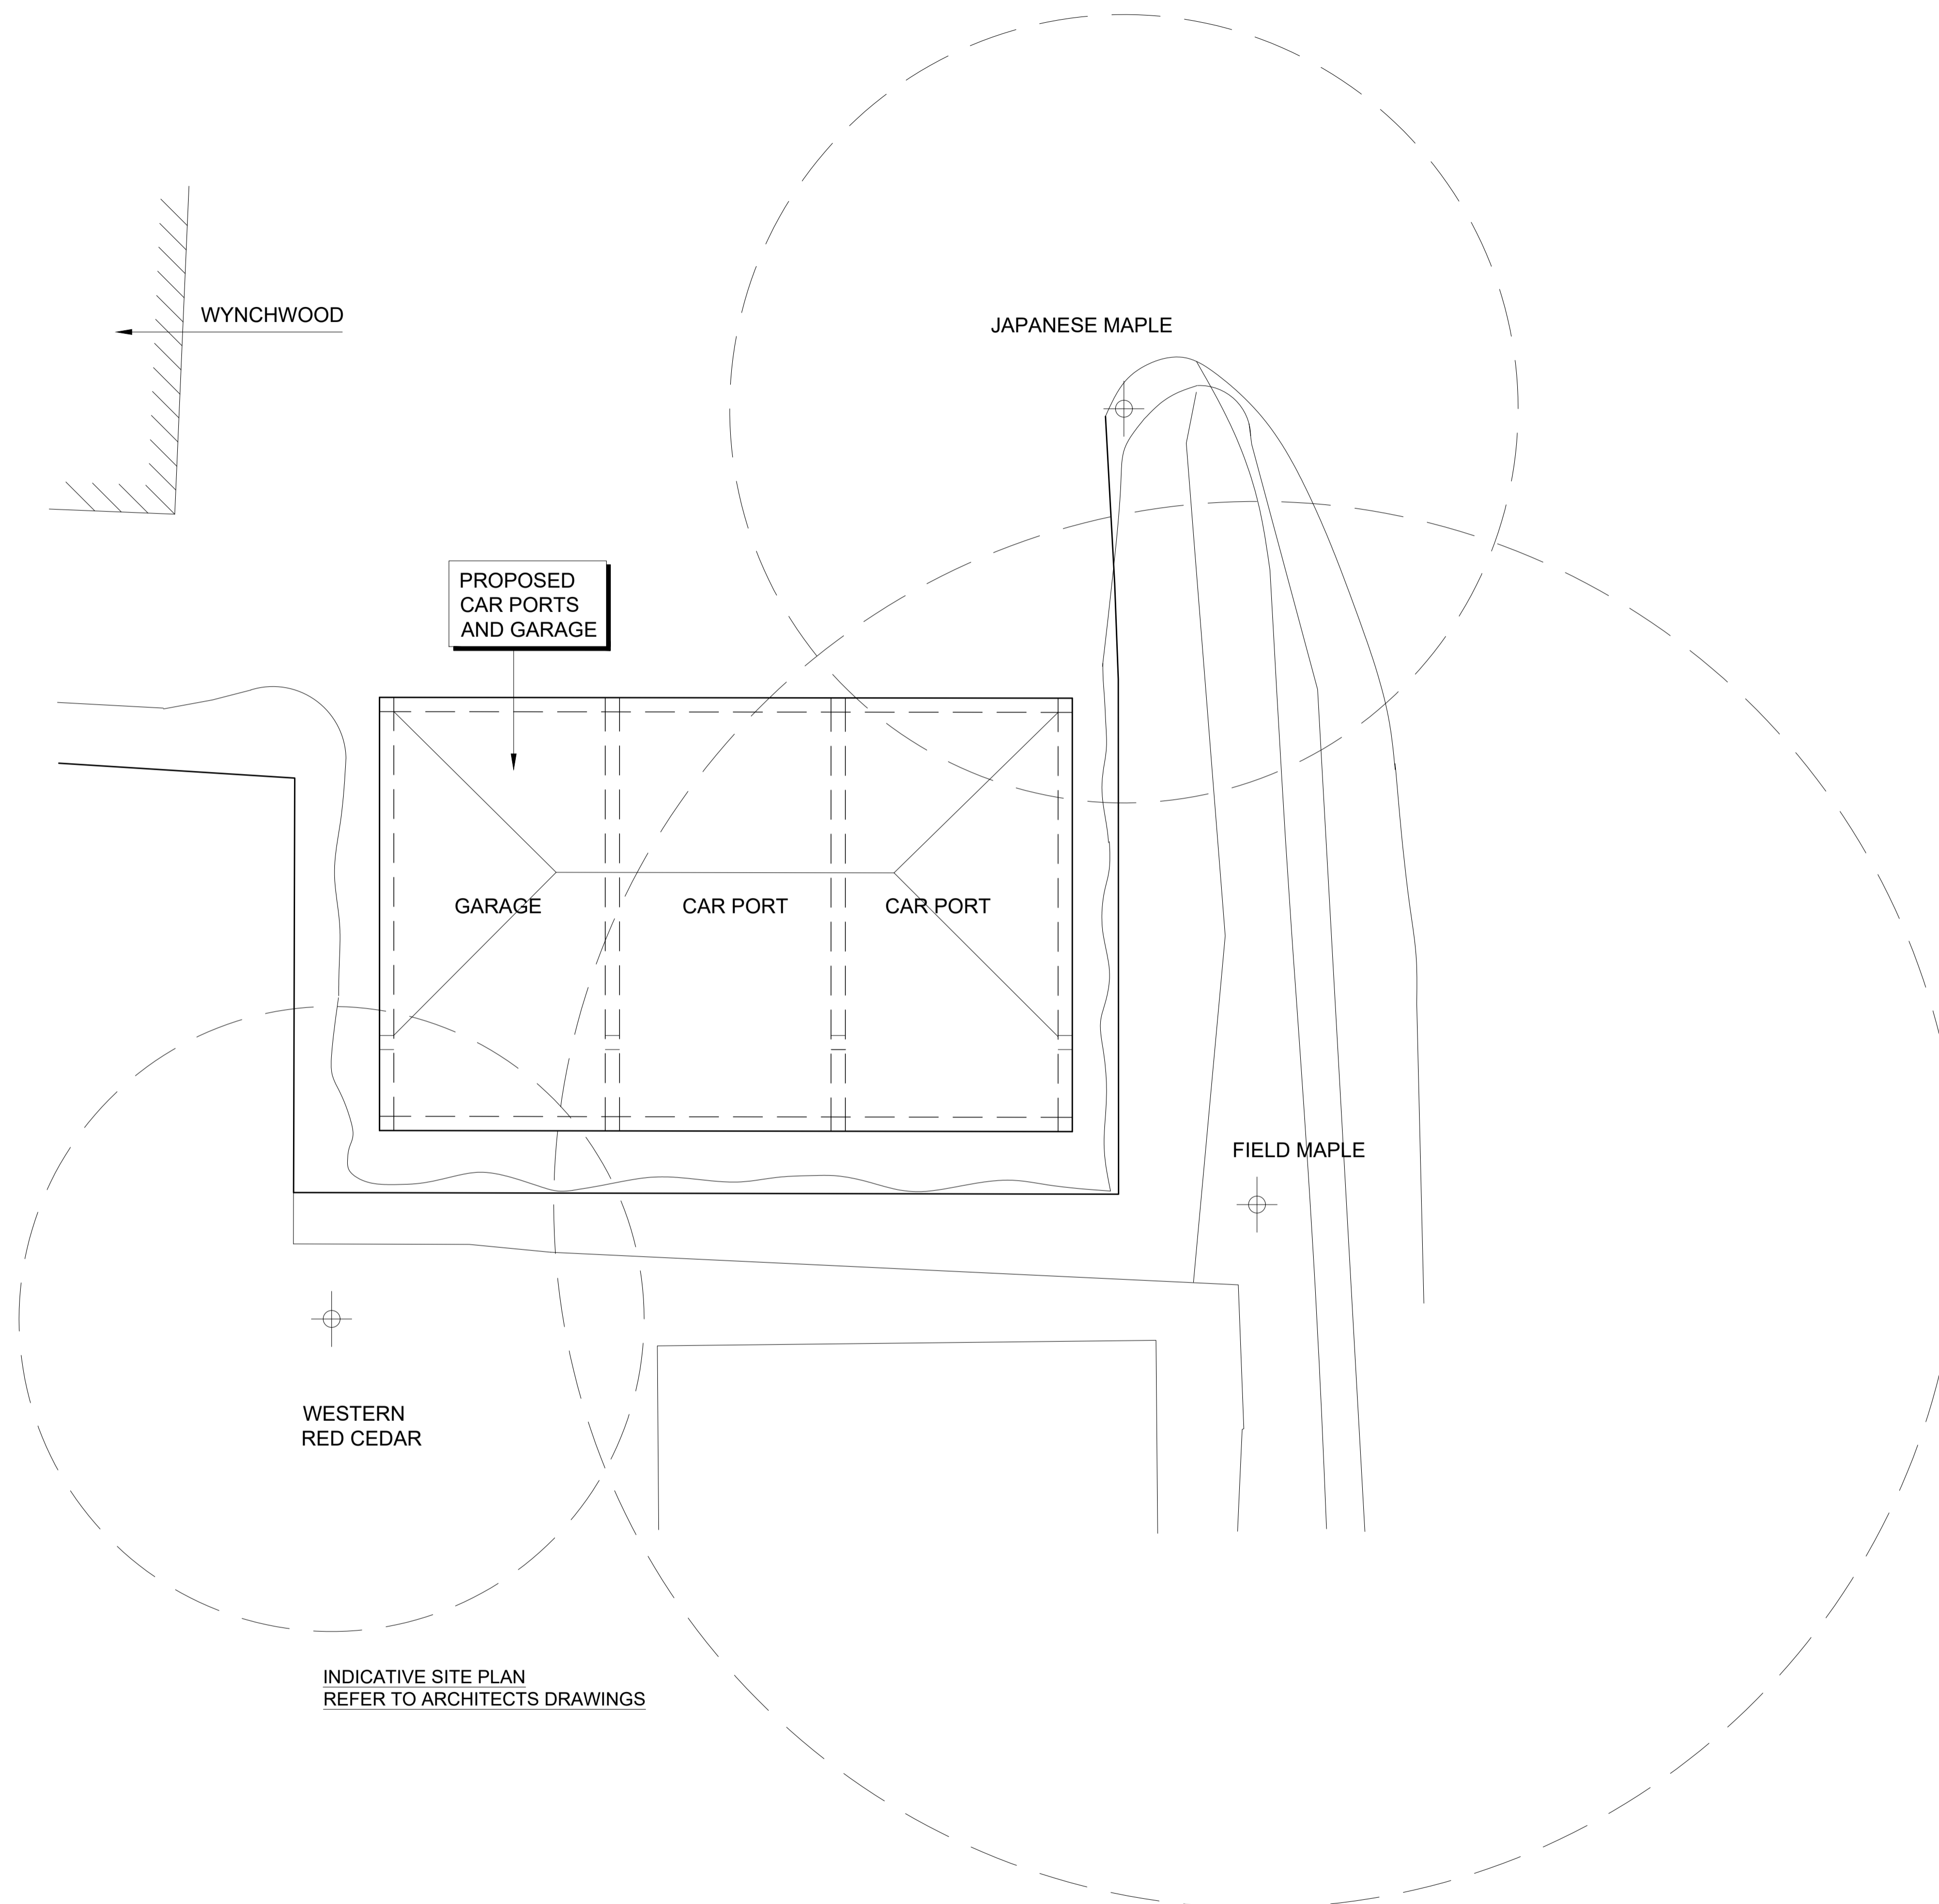 WYNCHWOOD
JAPANESE MAPLE
PROPOSED
CAR PORTS
AND GARAGE
GARAGE
CAR PORT
CAR PORT
FIELD MAPLE
WESTERN
RED CEDAR
INDICATIVE SITE PLAN
REFER TO ARCHITECTS DRAWINGS